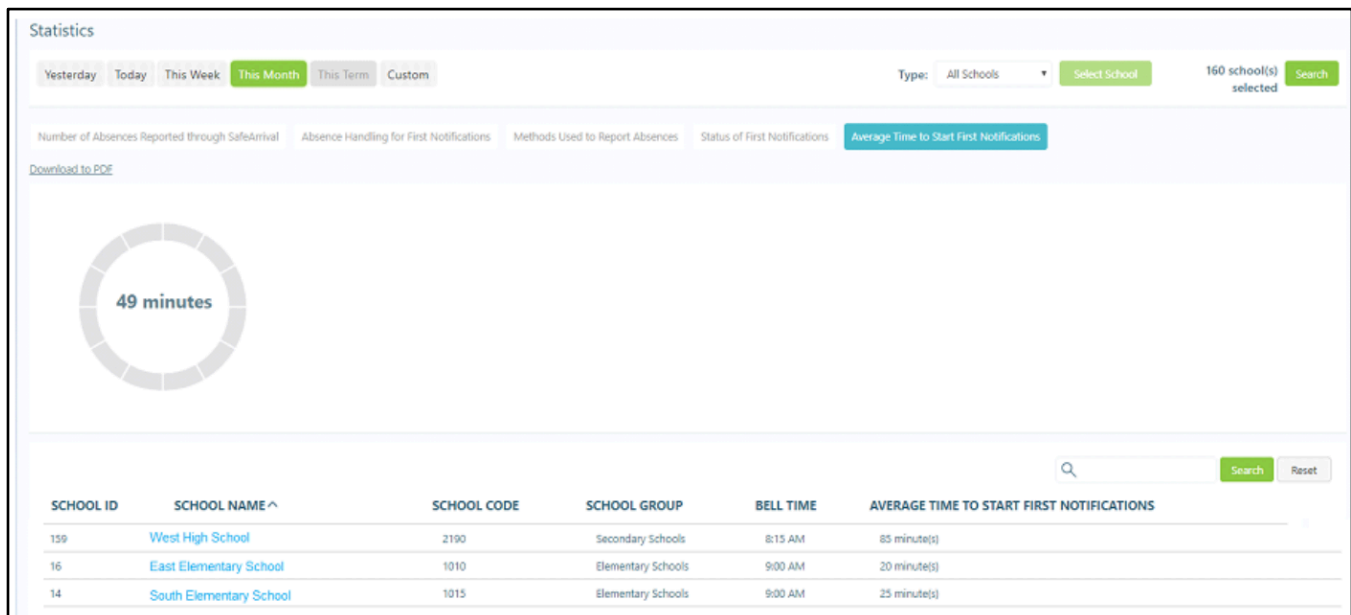 Statistics
Yesterday Today This Week This Month This Term Custom Type: All Schools Select School 160 school(s) selected Search
Number of Absences Reported through SafeArrival Absence Handling for First Notifications Methods Used to Report Absences Status of First Notifications Average Time to Start First Notifications
Download to PDF
49 minutes
Search Reset
SCHOOL ID SCHOOL NAME SCHOOL CODE SCHOOL GROUP BELL TIME AVERAGE TIME TO START FIRST NOTIFICATIONS
159 West High School 2190 Secondary Schools 8:15 AM 85 minute(s)
16 East Elementary School 1010 Elementary Schools 9:00 AM 20 minute(s)
14 South Elementary School 1015 Elementary Schools 9:00 AM 25 minute(s)